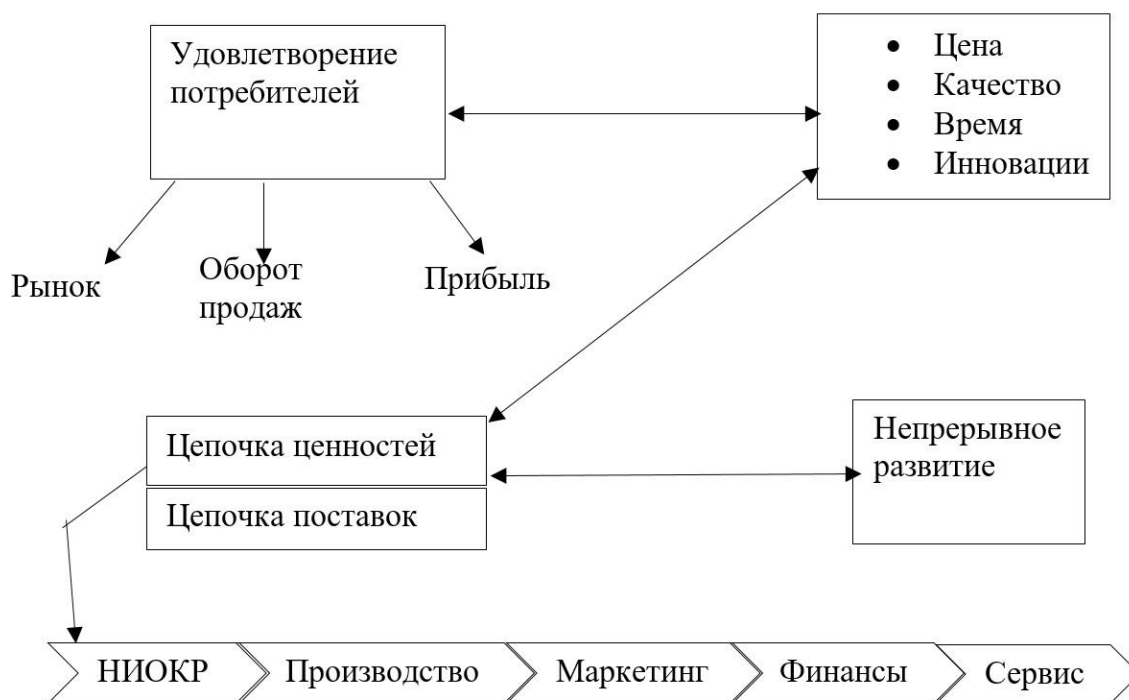 Удовлетворение
потребителей
• Цена
• Качество
• Время
• Инновации
Рынок
Оборот
продаж
Прибыль
Цепочка ценностей
Цепочка поставок
Непрерывное
развитие
НИОКР
Производство
Маркетинг
Финансы
Сервис